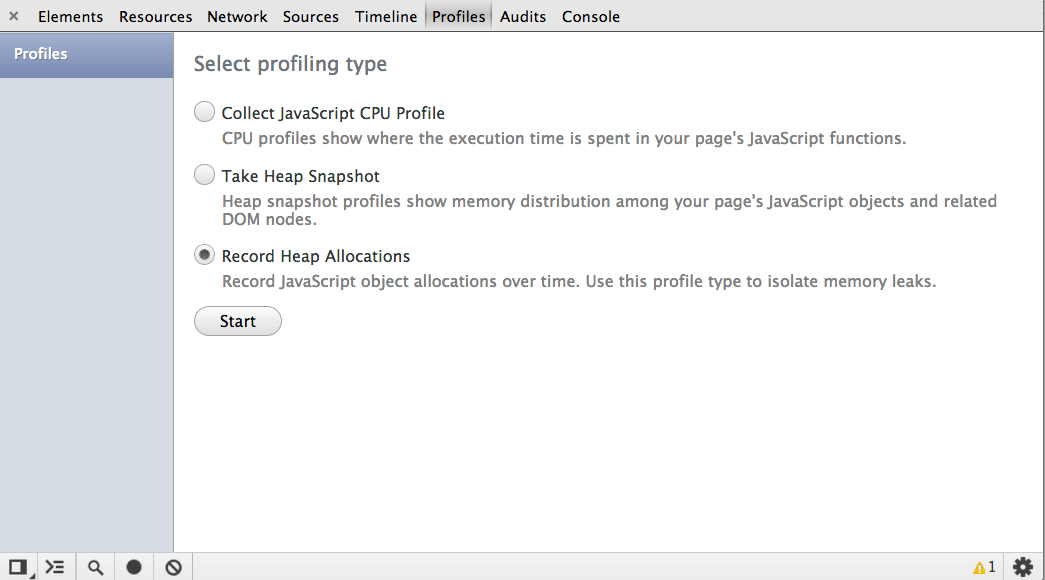 × Elements Resources Network Sources Timeline Profiles Audits Console
Profiles
Select profiling type
Collect JavaScript CPU Profile
CPU profiles show where the execution time is spent in your page's JavaScript functions.
Take Heap Snapshot
Heap snapshot profiles show memory distribution among your page's JavaScript objects and related
DOM nodes.
Record Heap Allocations
Record JavaScript object allocations over time. Use this profile type to isolate memory leaks.
Start
1